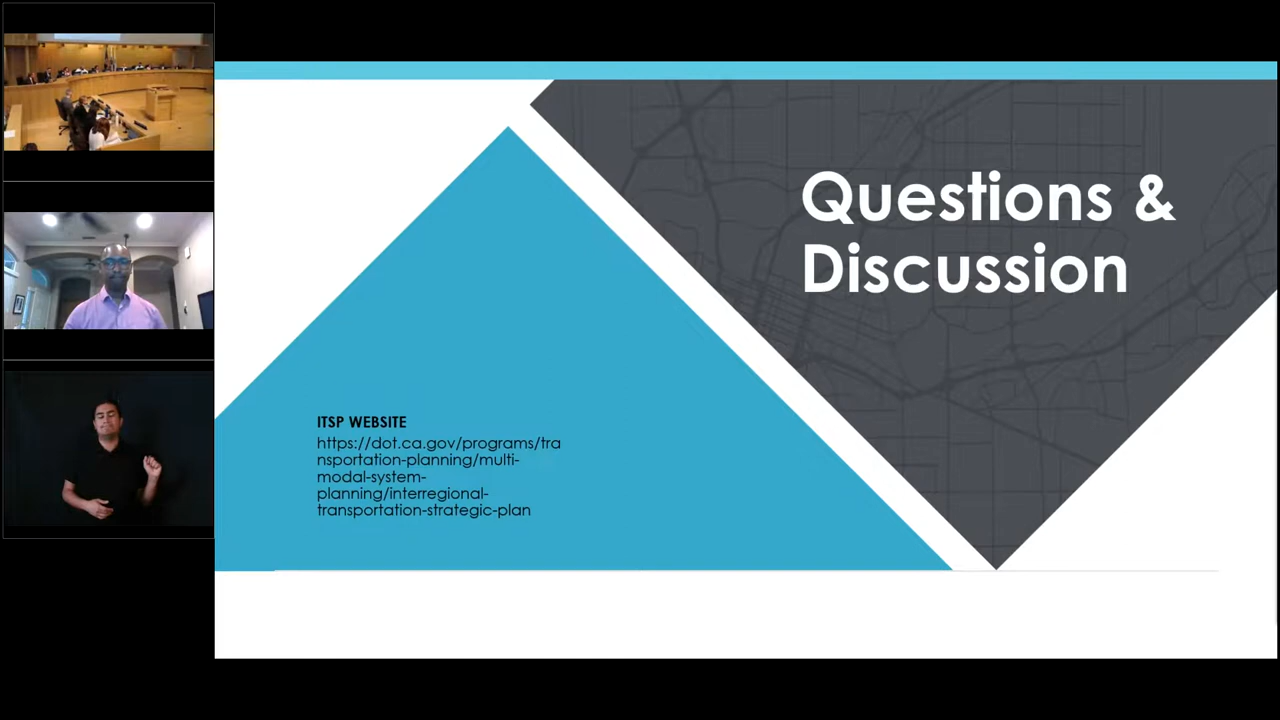 Questions &
Discussion
ITSP WEBSITE
https://dot.ca.gov/programs/tra
nsportation-planning/multi-
modal-system-
planning/interregional-
transportation-strategic-plan